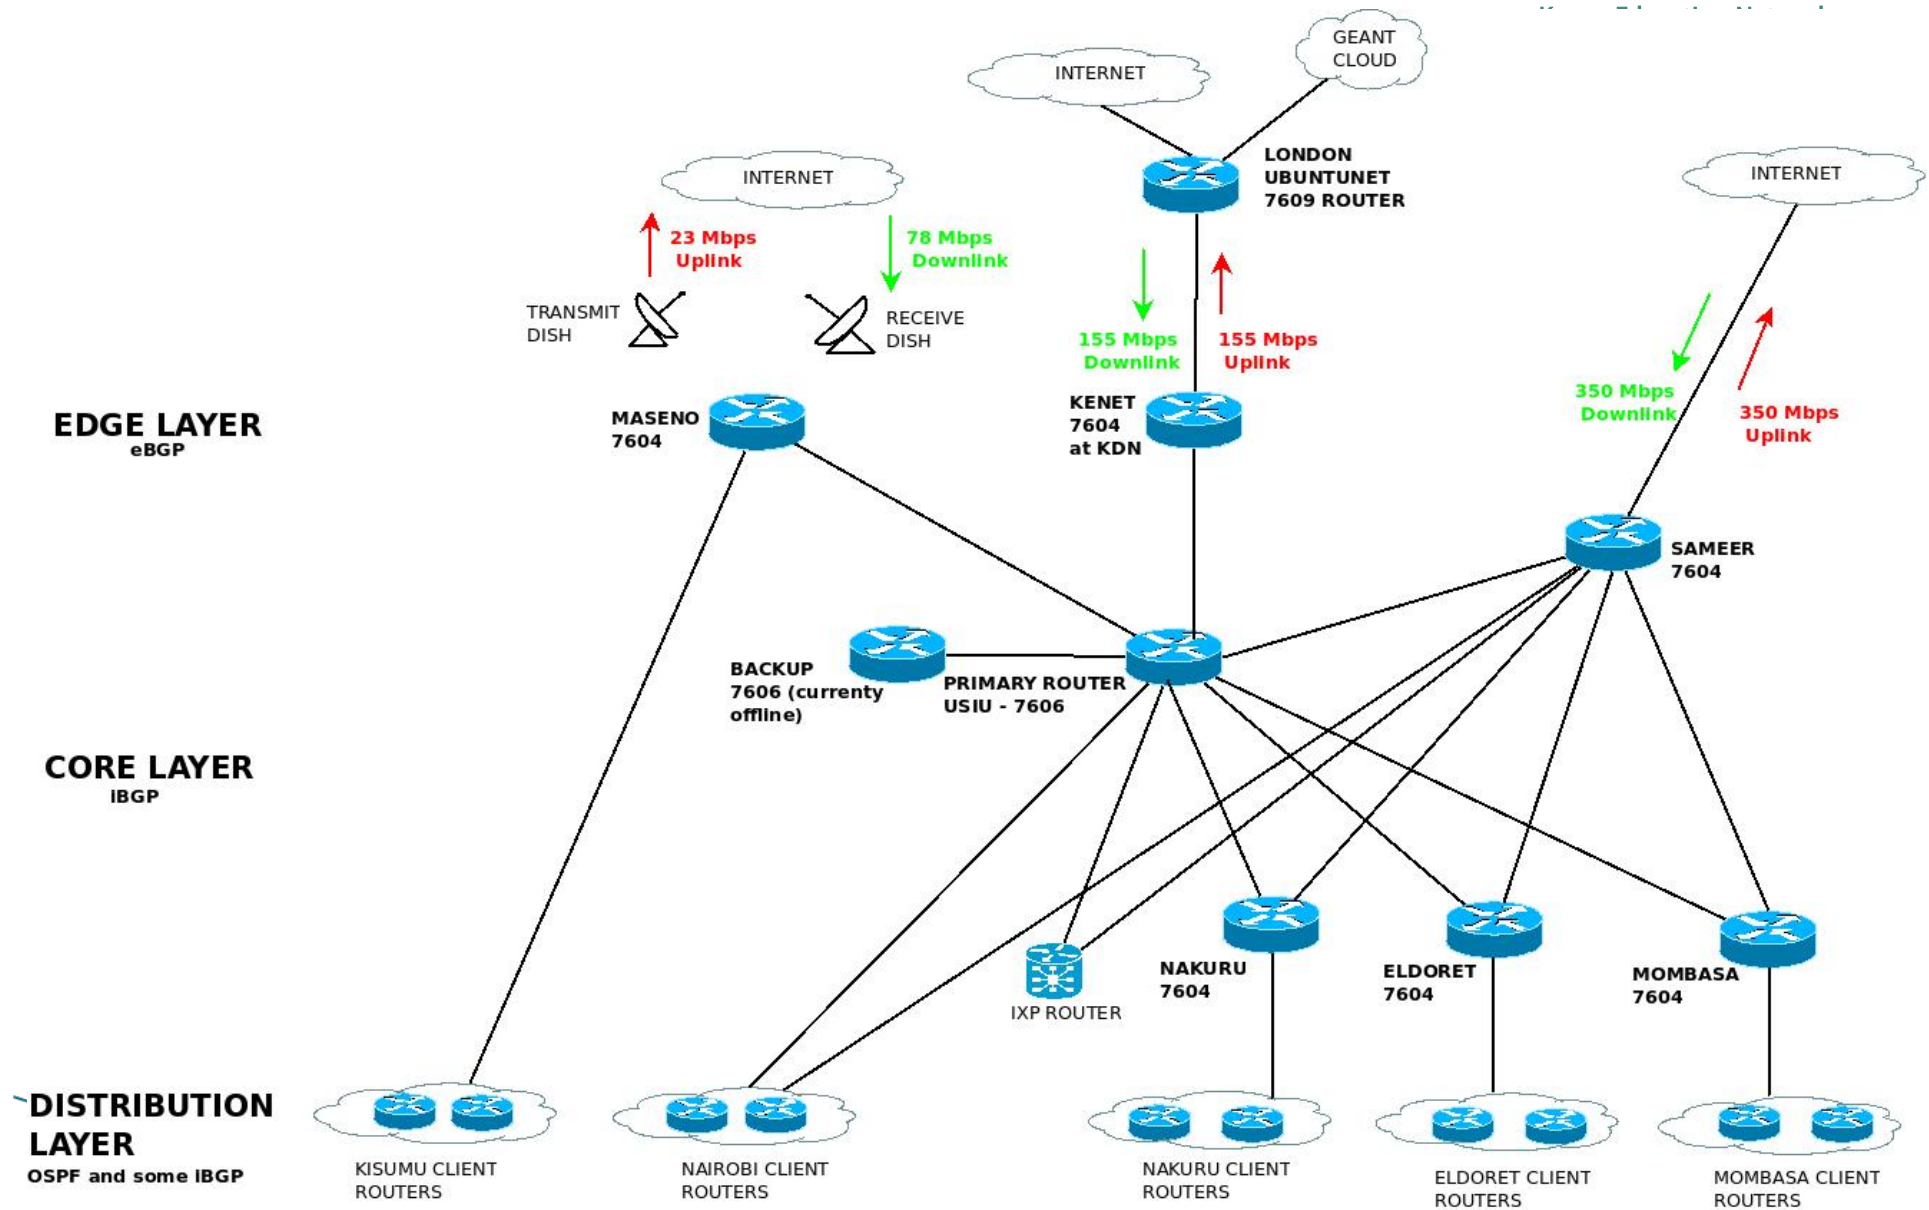 GEANT
CLOUD
INTERNET
LONDON
UBUNTUNET
7609 ROUTER
INTERNET
INTERNET
23 Mbps
Uplink
78 Mbps
Downlink
TRANSMIT
DISH
RECEIVE
DISH
155 Mbps
Downlink
155 Mbps
Uplink
350 Mbps
Downlink
350 Mbps
Uplink
EDGE LAYER
eBGP
MASENO
7604
KENET
7604
at KDN
SAMEER
7604
BACKUP
7606 (currenty
offline)
PRIMARY ROUTER
USIU - 7606
CORE LAYER
iBGP
IXP ROUTER
NAKURU
7604
ELDORET
7604
MOMBASA
7604
DISTRIBUTION
LAYER
OSPF and some iBGP
KISUMU CLIENT
ROUTERS
NAIROBI CLIENT
ROUTERS
NAKURU CLIENT
ROUTERS
ELDORET CLIENT
ROUTERS
MOMBASA CLIENT
ROUTERS